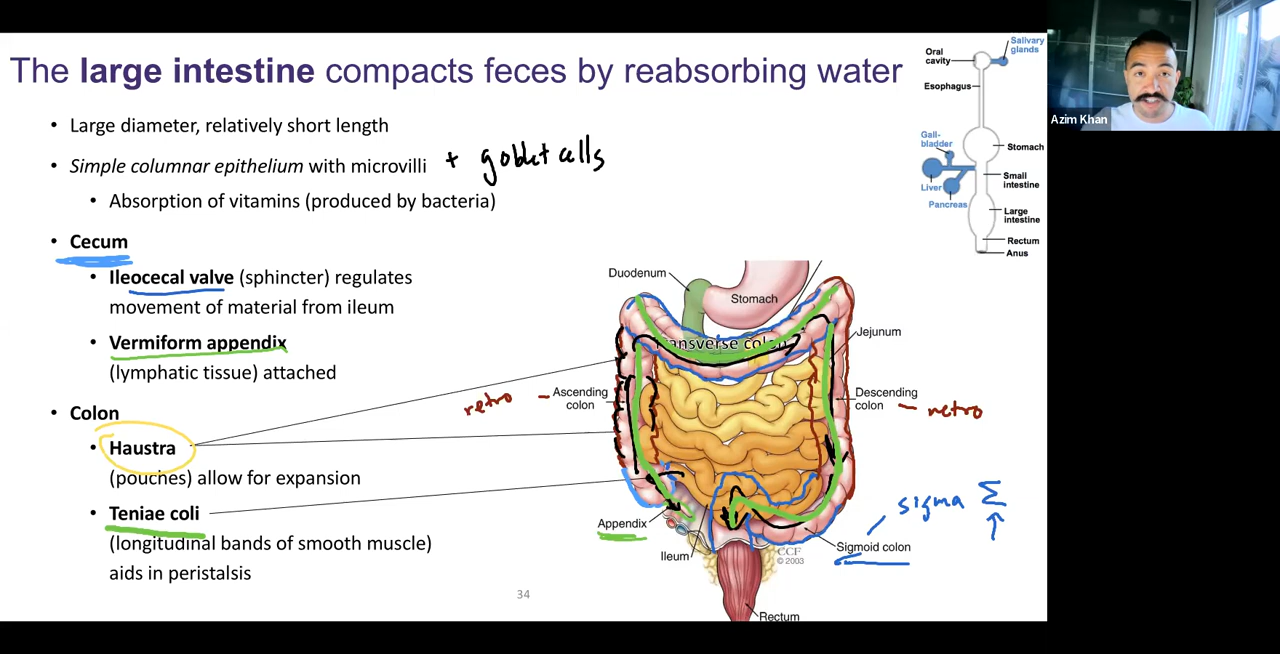 The large intestine compacts feces by reabsorbing water
• Large diameter, relatively short length
• Simple columnar epithelium with microvilli + goblet cells
• Absorption of vitamins (produced by bacteria)
• Cecum
• Ileocecal valve (sphincter) regulates
movement of material from ileum
• Vermiform appendix
(lymphatic tissue) attached
• Colon
• Haustra
(pouches) allow for expansion
• Teniae coli
(longitudinal bands of smooth muscle)
aids in peristalsis
Duodenum
Stomach
Transverse colon
Jejunum
retro
Ascending
colon
Descending
colon
retro
Appendix
Ileum
sigma Σ
Sigmoid colon
CCF
© 2003
Rectum
34
Salivary
glands
Oral
cavity
Esophagus
Gall-
bladder
Stomach
Liver
Small
intestine
Pancreas
Large
intestine
Rectum
Anus
Azim Khan